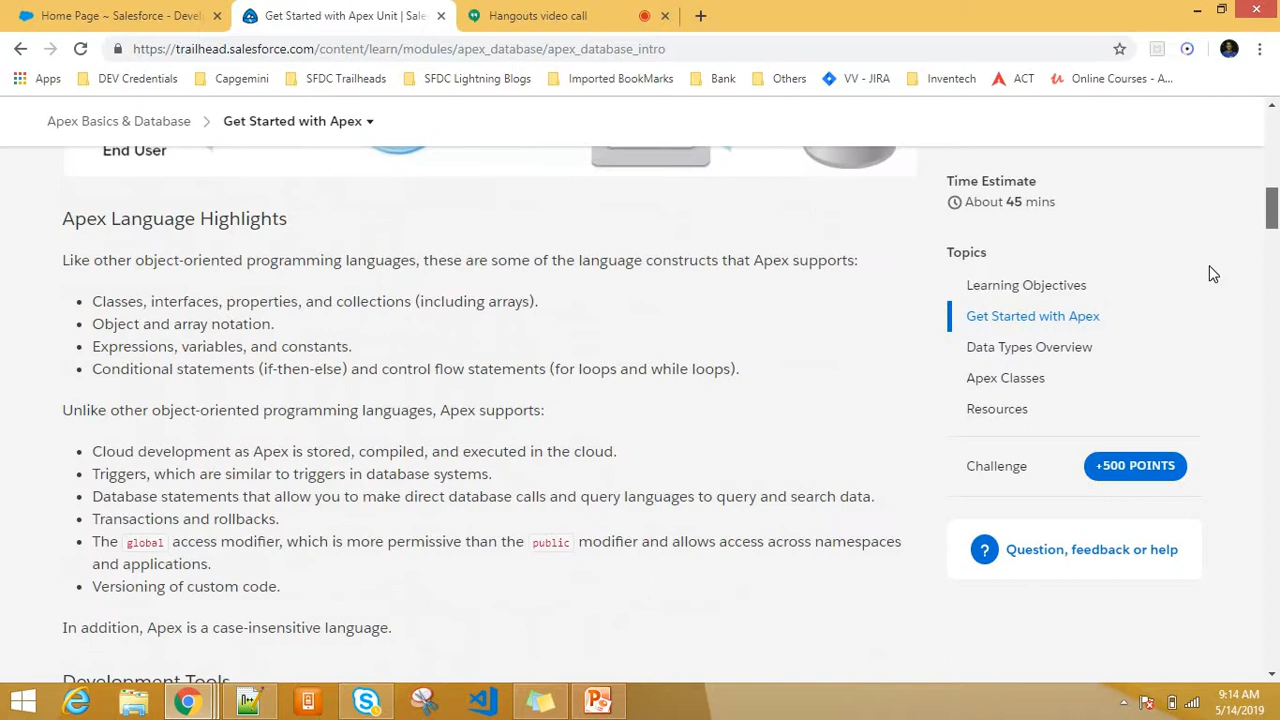 Home Page ~ Salesforce - Develo
Get Started with Apex Unit | Sale
Hangouts video call
https://trailhead.salesforce.com/content/learn/modules/apex_database/apex_database_intro
Apps
DEV Credentials
Capgemini
SFDC Trailheads
SFDC Lightning Blogs
Imported BookMarks
Bank
Others
VV - JIRA
Inventech
ACT
Online Courses - A...
Apex Basics & Database
Get Started with Apex
End User
Apex Language Highlights
Like other object-oriented programming languages, these are some of the language constructs that Apex supports:
• Classes, interfaces, properties, and collections (including arrays).
• Object and array notation.
• Expressions, variables, and constants.
• Conditional statements (if-then-else) and control flow statements (for loops and while loops).
Unlike other object-oriented programming languages, Apex supports:
• Cloud development as Apex is stored, compiled, and executed in the cloud.
• Triggers, which are similar to triggers in database systems.
• Database statements that allow you to make direct database calls and query languages to query and search data.
• Transactions and rollbacks.
• The global access modifier, which is more permissive than the public modifier and allows access across namespaces
and applications.
• Versioning of custom code.
In addition, Apex is a case-insensitive language.
Development Tools
Time Estimate
About 45 mins
Topics
Learning Objectives
Get Started with Apex
Data Types Overview
Apex Classes
Resources
Challenge
+500 POINTS
? Question, feedback or help
9:14 AM
5/14/2019